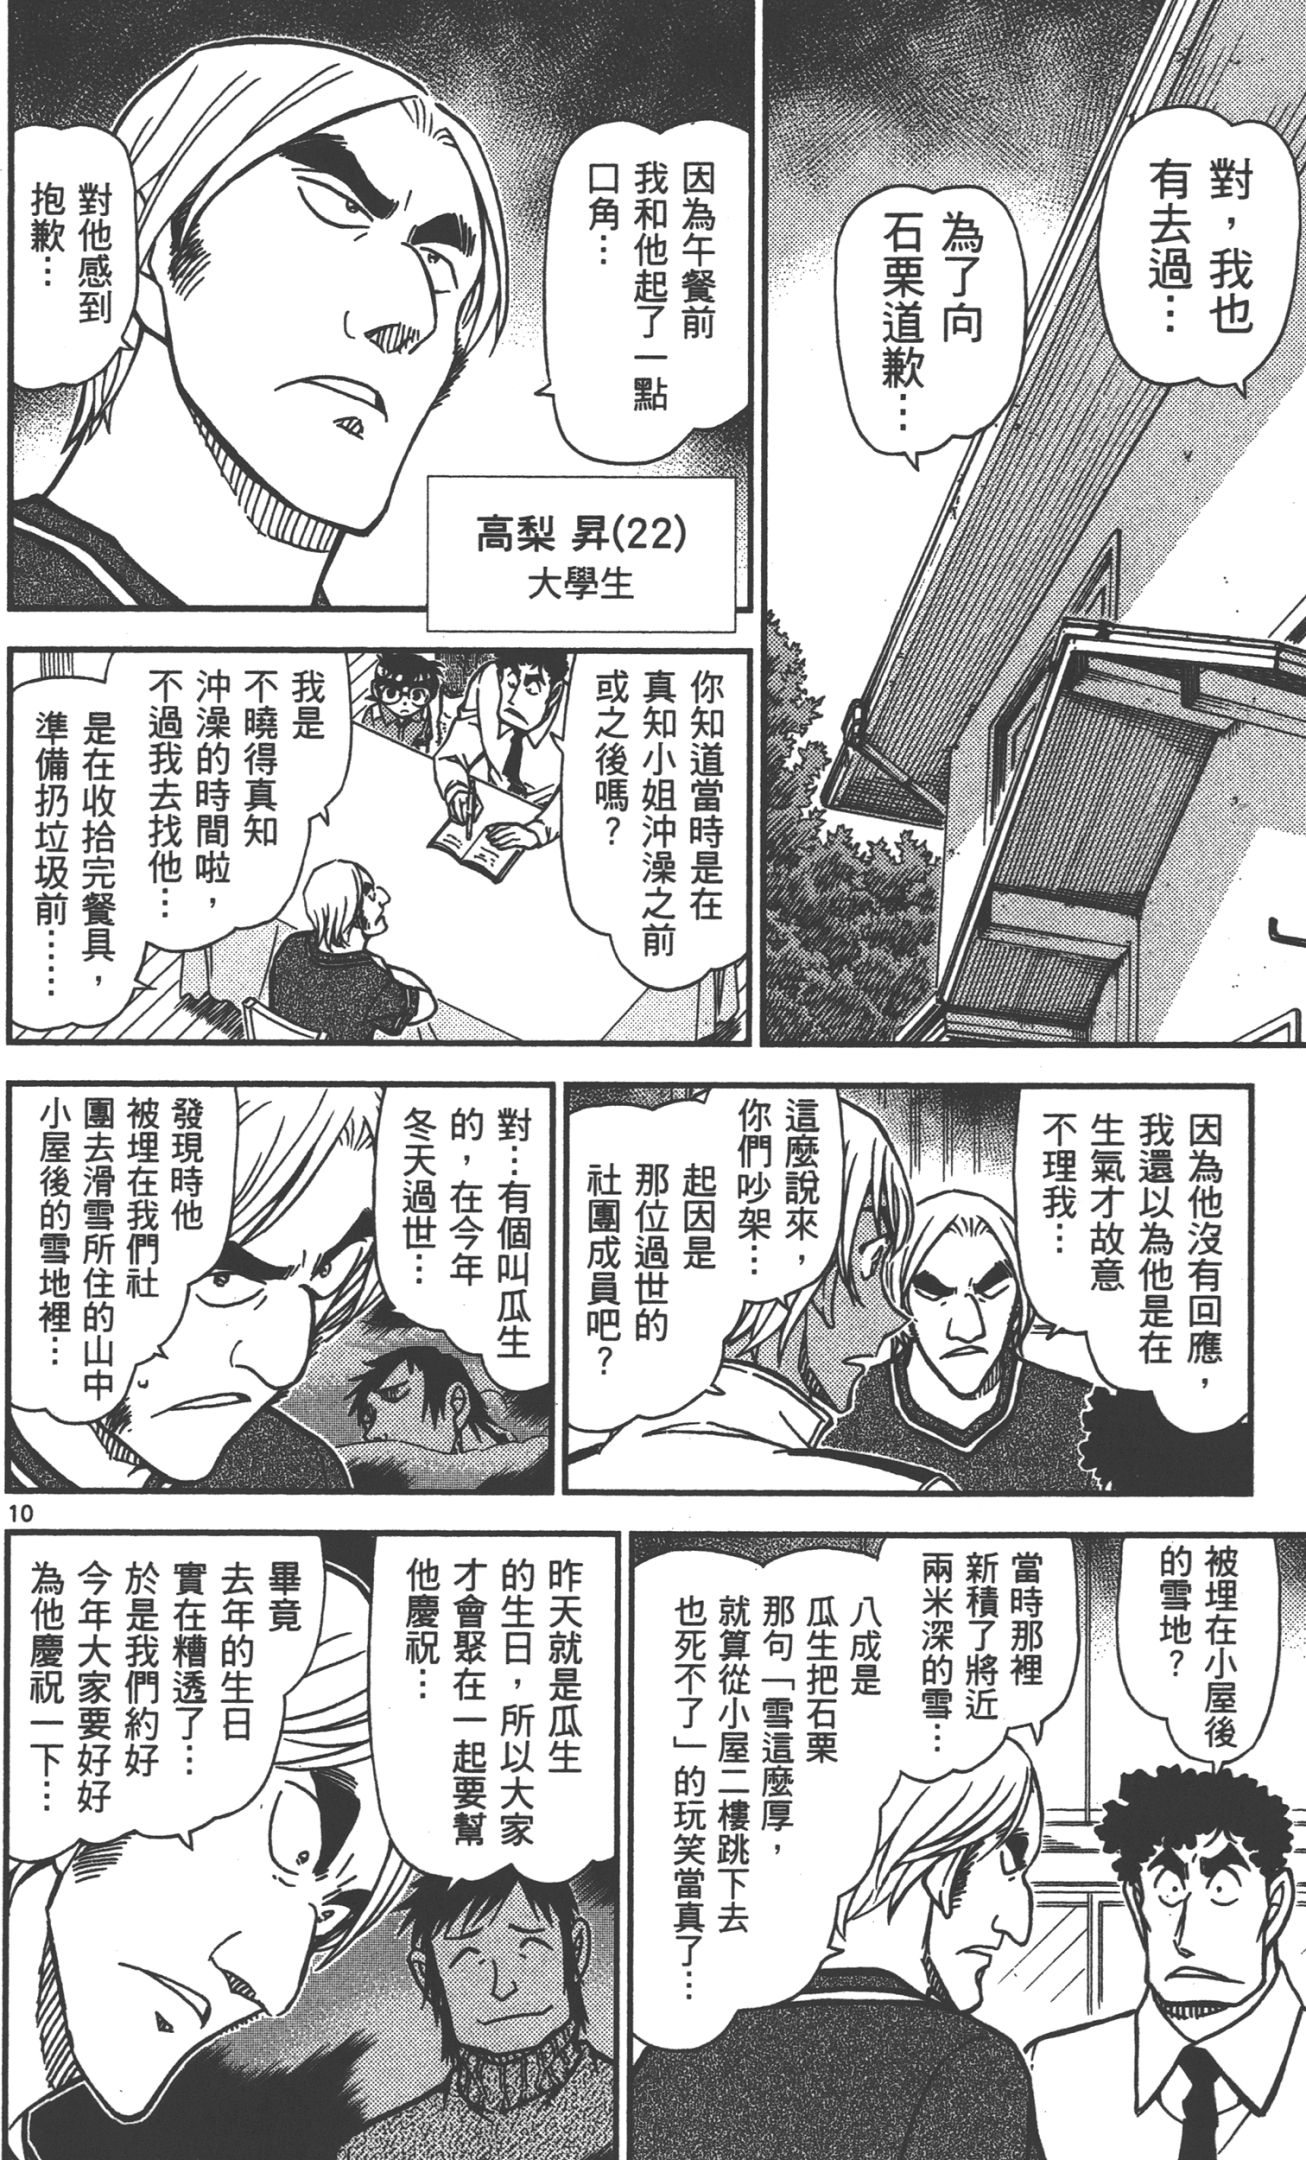 對，我也
有去過…
為了向
石栗道歉…
因為午餐前
我和他起了一點
口角…
對他感到
抱歉…
高梨 昇(22)
大學生
你知道當時是在
真知小姐沖澡之前
或之後嗎？
我是
不曉得真知
沖澡的時間啦，
不過我去找他…
是在收拾完餐具，
準備扔垃圾前……
因為他沒有回應，
我還以為他是在
生氣才故意
不理我…
這麼說來，
你們吵架…
起因是
那位過世的
社團成員吧？
對…有個叫瓜生
的，在今年
冬天過世…
發現時他
被埋在我們社
團去滑雪所住的山中
小屋後的雪地裡…
10
被埋在小屋後
的雪地？
當時那裡
新積了將近
兩米深的雪…
八成是
瓜生把石栗
那句「雪這麼厚，
就算從小屋二樓跳下去
也死不了」的玩笑當真了…
昨天就是瓜生
的生日，所以大家
才會聚在一起要幫
他慶祝…
畢竟
去年的生日
實在糟透了…
於是我們約好
今年大家要好好
為他慶祝一下…